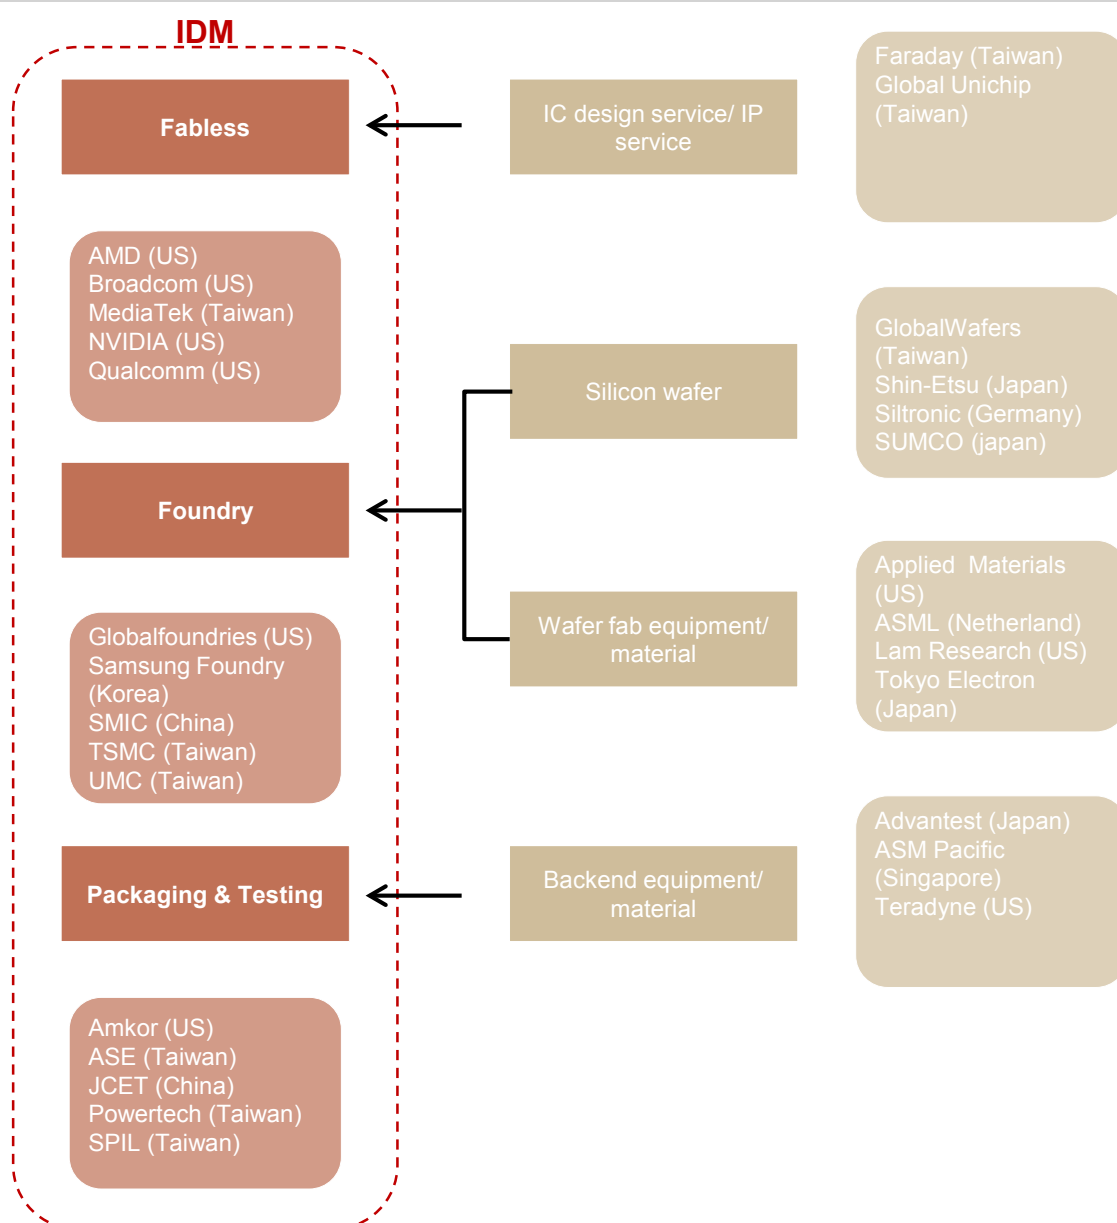 IDM
Fabless
IC design service/ IP
service
Faraday (Taiwan)
Global Unichip
(Taiwan)
AMD (US)
Broadcom (US)
MediaTek (Taiwan)
NVIDIA (US)
Qualcomm (US)
Silicon wafer
GlobalWafers
(Taiwan)
Shin-Etsu (Japan)
Siltronic (Germany)
SUMCO (japan)
Foundry
Wafer fab equipment/
material
Applied  Materials
(US)
ASML (Netherland)
Lam Research (US)
Tokyo Electron
(Japan)
Globalfoundries (US)
Samsung Foundry
(Korea)
SMIC (China)
TSMC (Taiwan)
UMC (Taiwan)
Packaging & Testing
Backend equipment/
material
Advantest (Japan)
ASM Pacific
(Singapore)
Teradyne (US)
Amkor (US)
ASE (Taiwan)
JCET (China)
Powertech (Taiwan)
SPIL (Taiwan)